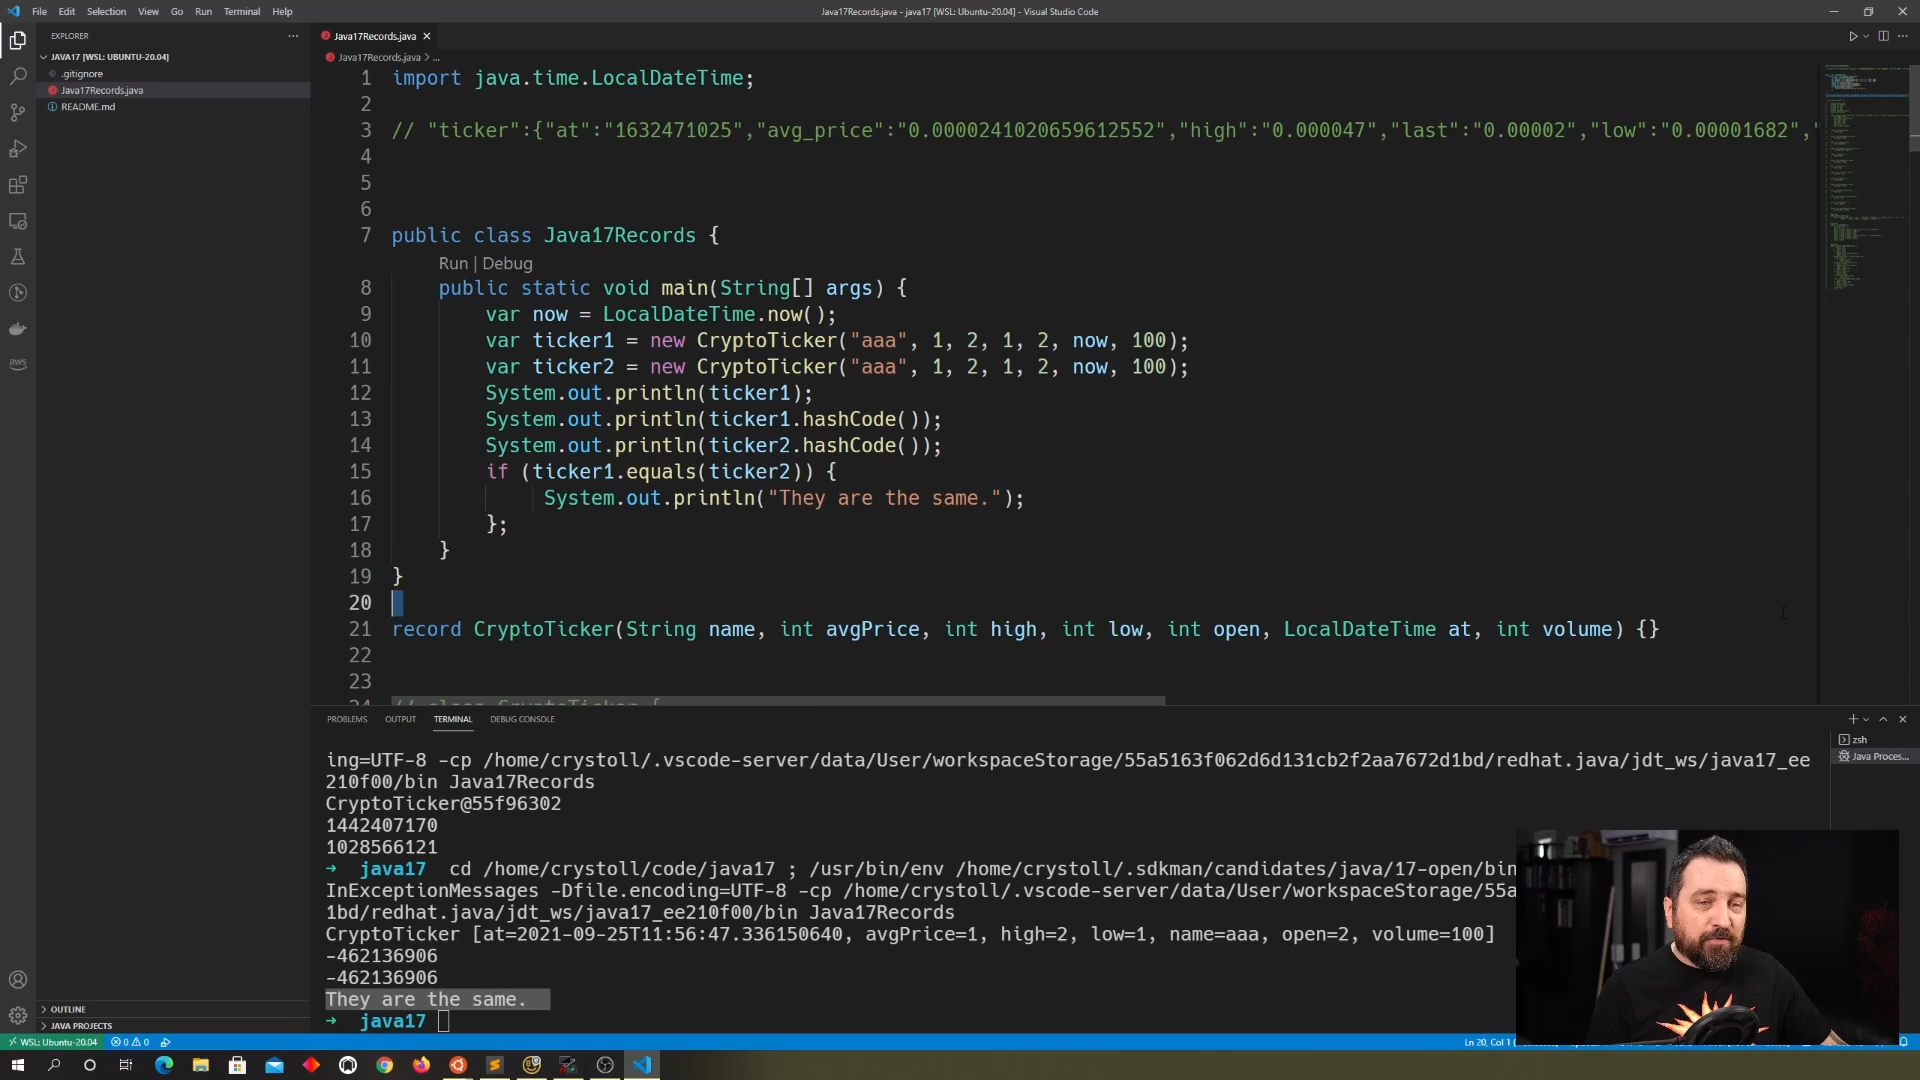 File Edit Selection View Go Run Terminal Help
Java17Records.java - java17 [WSL: Ubuntu-20.04] - Visual Studio Code
EXPLORER
JAVA17 [WSL: UBUNTU-20.04]
.gitignore
Java17Records.java
README.md
OUTLINE
JAVA PROJECTS
aws
Java17Records.java
Java17Records.java > ...
1 import java.time.LocalDateTime;
2
3 // "ticker":{"at":"1632471025","avg_price":"0.0000241020659612552","high":"0.000047","last":"0.00002","low":"0.00001682","
4
5
6
7 public class Java17Records {
Run | Debug
8 public static void main(String[] args) {
9 var now = LocalDateTime.now();
10 var ticker1 = new CryptoTicker("aaa", 1, 2, 1, 2, now, 100);
11 var ticker2 = new CryptoTicker("aaa", 1, 2, 1, 2, now, 100);
12 System.out.println(ticker1);
13 System.out.println(ticker1.hashCode());
14 System.out.println(ticker2.hashCode());
15 if (ticker1.equals(ticker2)) {
16 System.out.println("They are the same.");
17 };
18 }
19 }
20
21 record CryptoTicker(String name, int avgPrice, int high, int low, int open, LocalDateTime at, int volume) {}
22
23
24 // class CryptoTicker {
PROBLEMS OUTPUT TERMINAL DEBUG CONSOLE
zsh
Java Proces...
ing=UTF-8 -cp /home/crystoll/.vscode-server/data/User/workspaceStorage/55a5163f062d6d131cb2f2aa7672d1bd/redhat.java/jdt_ws/java17_ee
210f00/bin Java17Records
CryptoTicker@55f96302
1442407170
1028566121
→ java17 cd /home/crystoll/code/java17 ; /usr/bin/env /home/crystoll/.sdkman/candidates/java/17-open/bin
InExceptionMessages -Dfile.encoding=UTF-8 -cp /home/crystoll/.vscode-server/data/User/workspaceStorage/55a
1bd/redhat.java/jdt_ws/java17_ee210f00/bin Java17Records
CryptoTicker [at=2021-09-25T11:56:47.336150640, avgPrice=1, high=2, low=1, name=aaa, open=2, volume=100]
-462136906
-462136906
They are the same.
→ java17
WSL: Ubuntu-20.04 0 0
Ln 20, Col 1